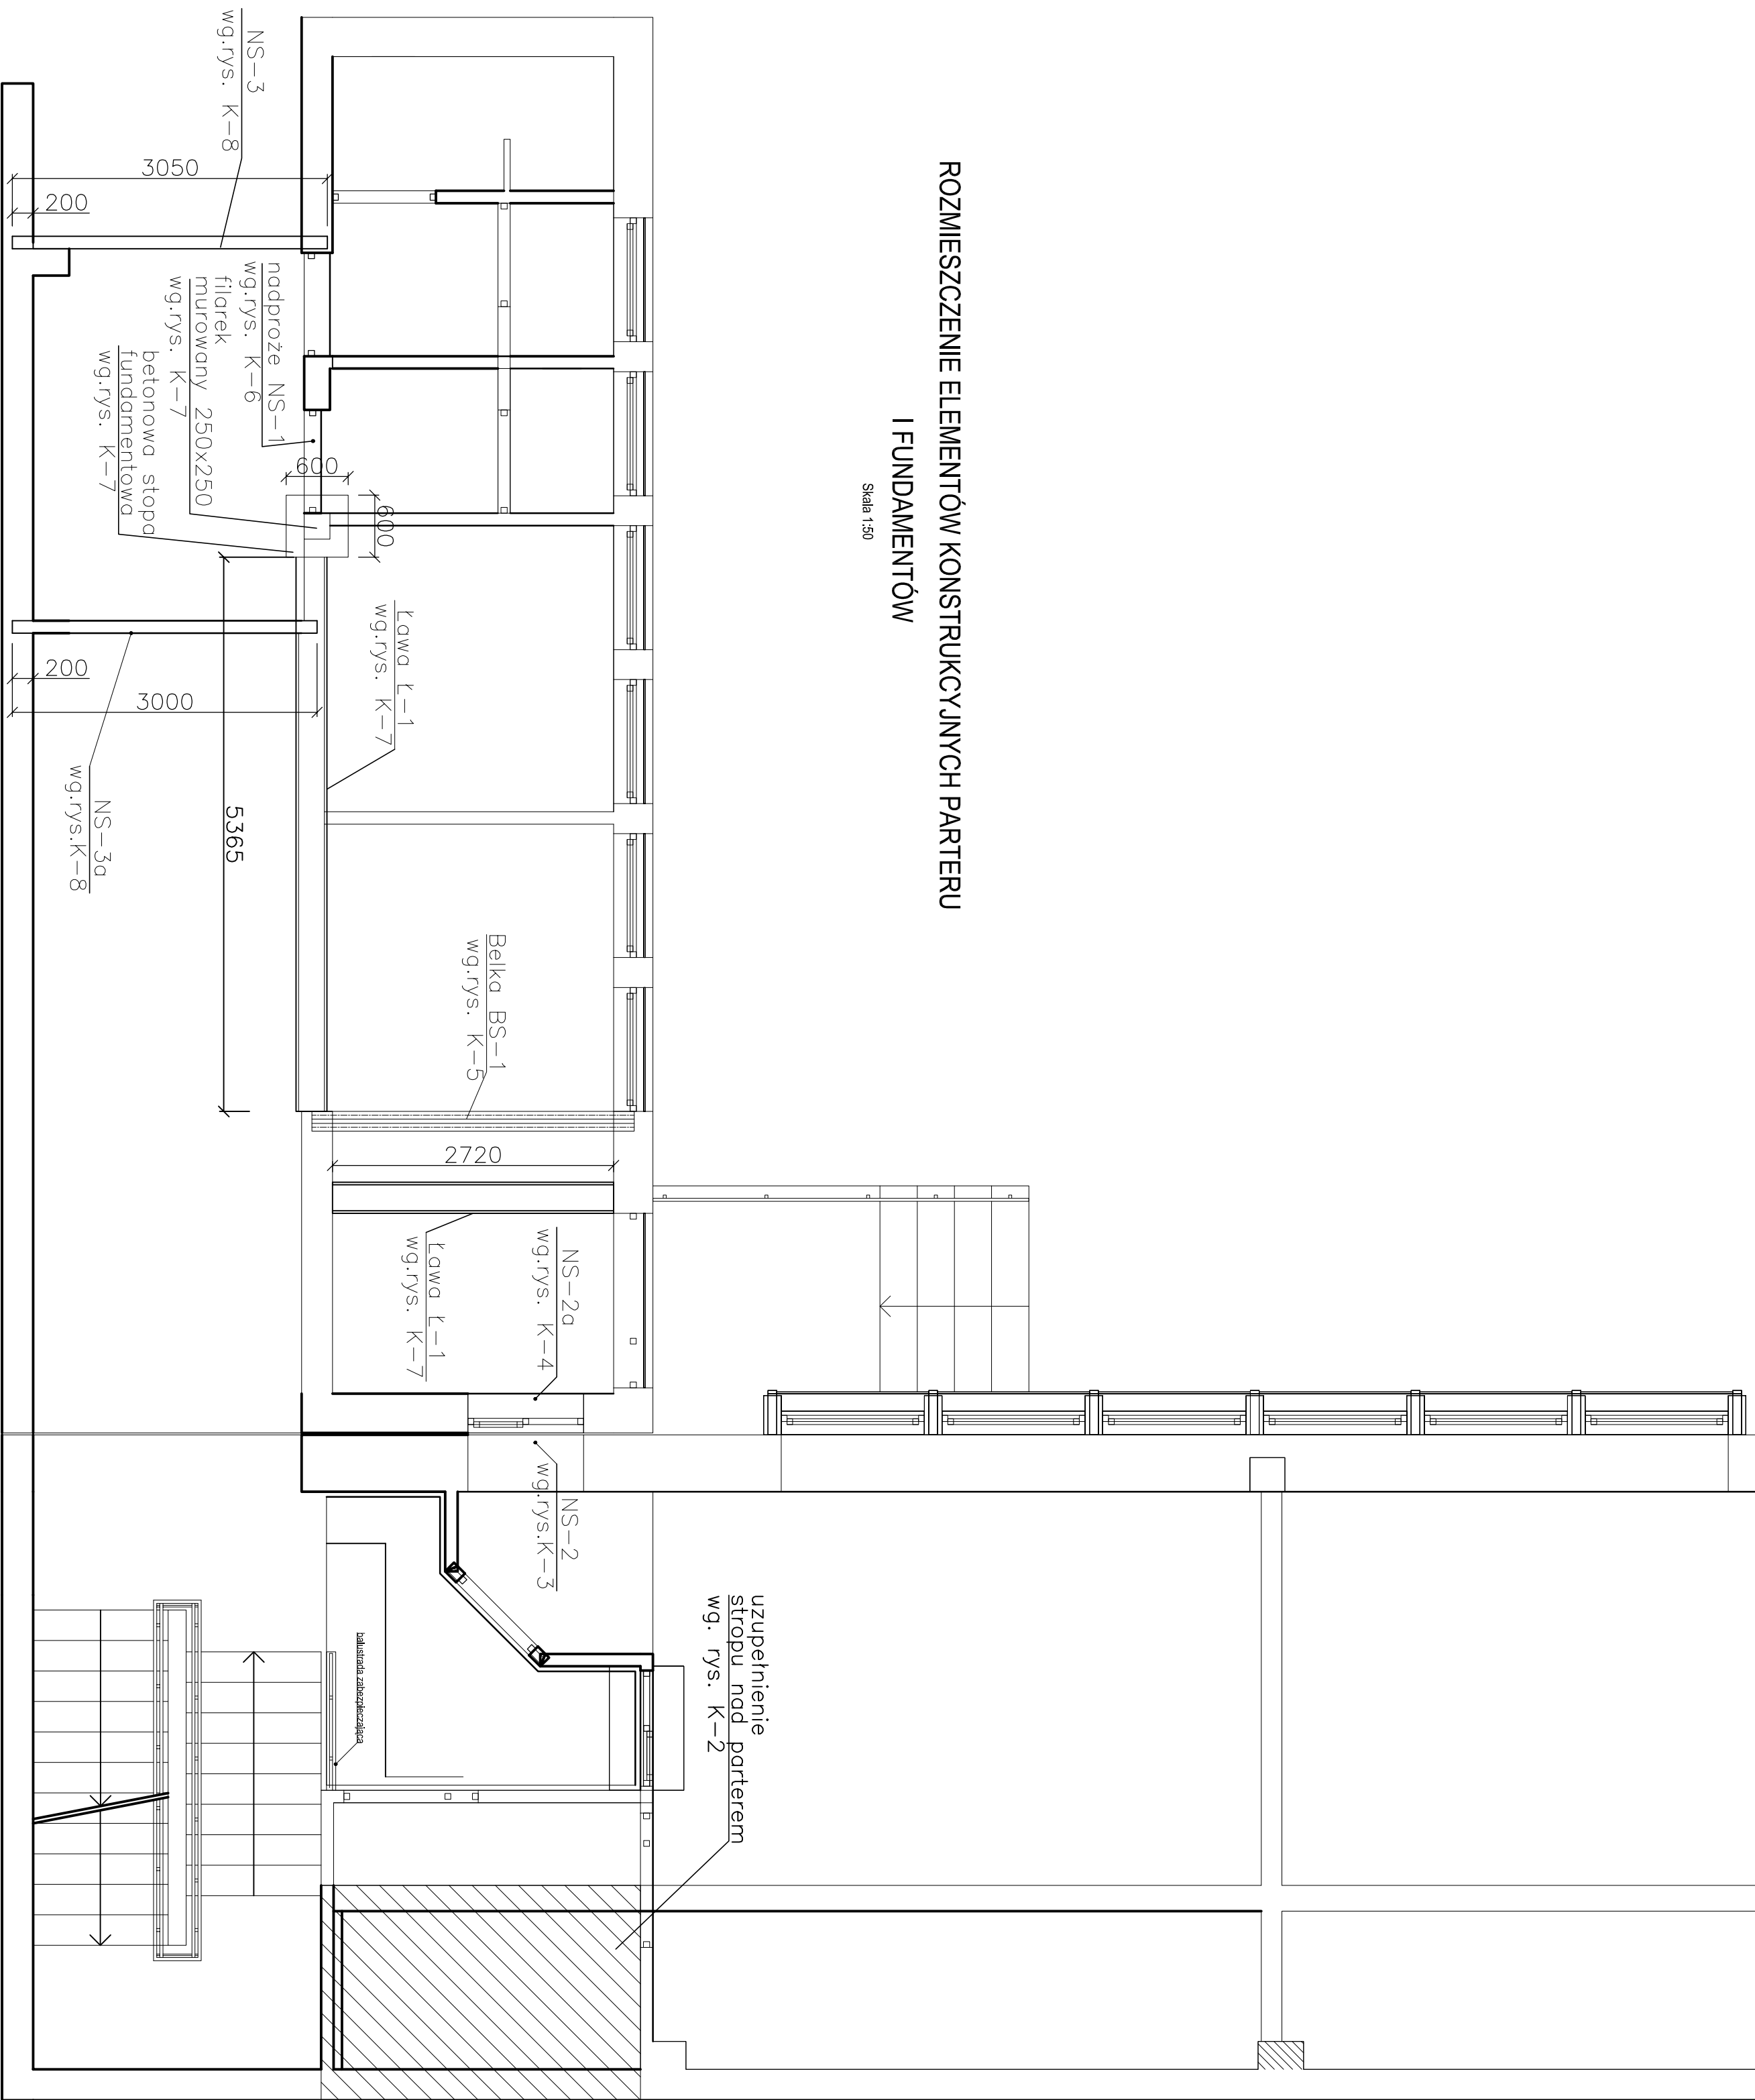 ROZMIESZCZENIE ELEMENTÓW KONSTRUKCYJNYCH PARTERU
I FUNDAMENTÓW
Skala 1:50
NS-3
wg.rys. K-8
3050
200
nadproże NS-1
wg.rys. K-6
filarek
murowany 250x250
wg.rys. K-7
betonowa stopa
fundamentowa
wg.rys. K-7
600
600
Ława Ł-1
wg.rys. K-7
200
3000
NS-3a
wg.rys.K-8
5365
Belka BS-1
wg.rys. K-5
2720
Ława Ł-1
wg.rys. K-7
NS-2a
wg.rys. K-4
NS-2
wg.rys.K-3
uzupełnienie
stropu nad parterem
wg. rys. K-2
balustrada zabezpieczająca